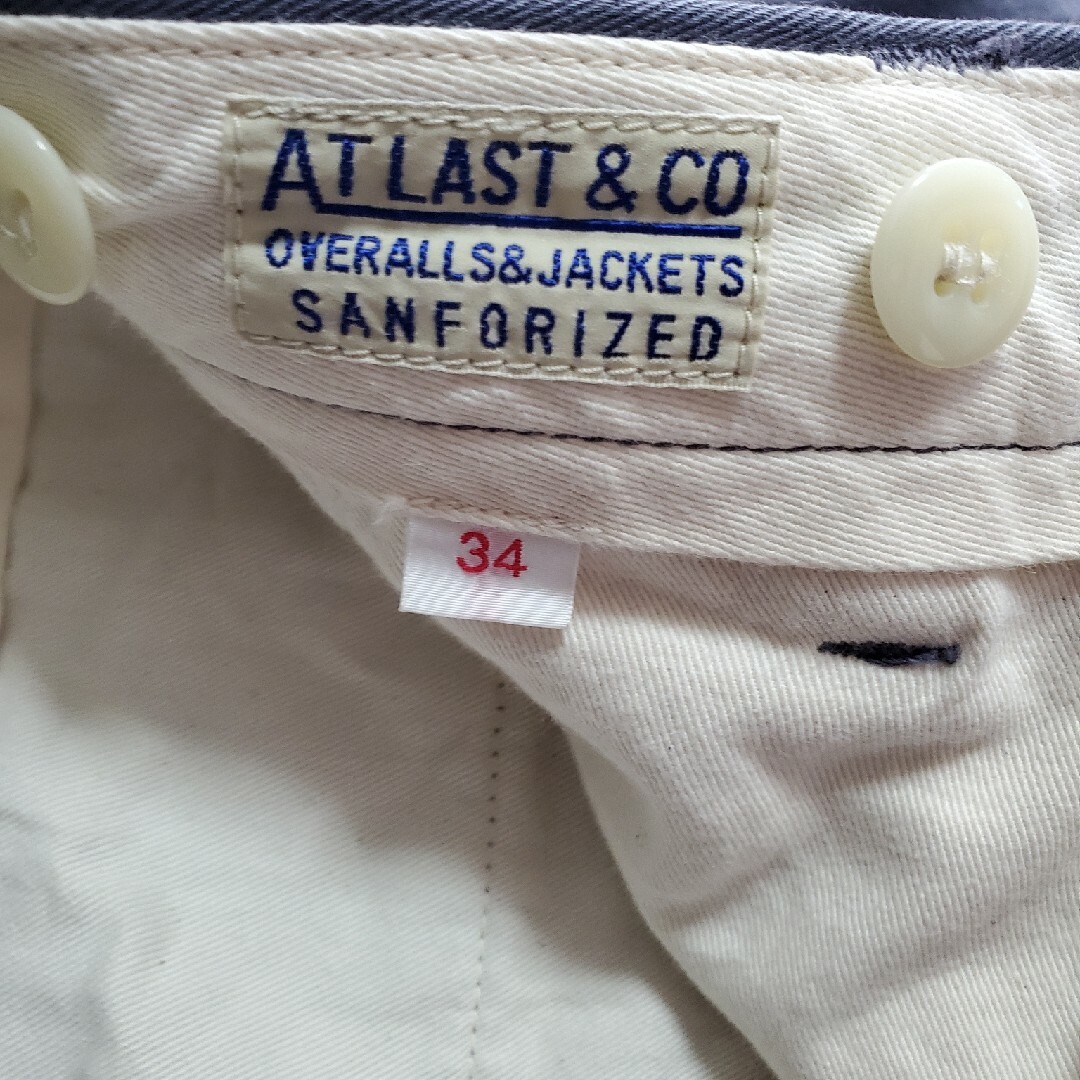 AT LAST & CO
OVERALLS&JACKETS
SANFORIZED
34